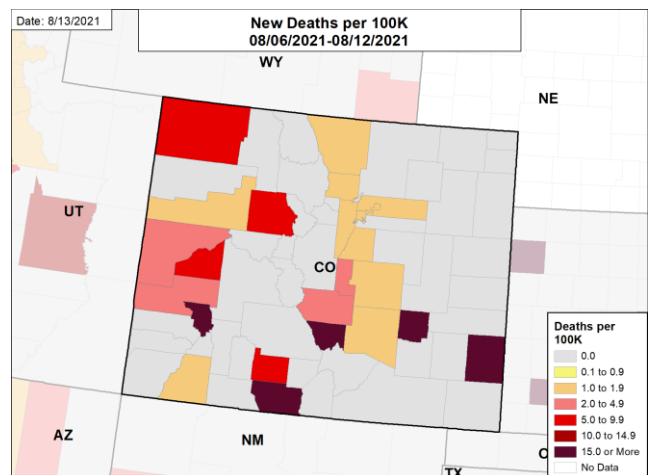 Date: 8/13/2021
New Deaths per 100K
08/06/2021-08/12/2021
WY
NE
UT
CO
Deaths per
100K
0.0
0.1 to 0.9
1.0 to 1.9
2.0 to 4.9
5.0 to 9.9
10.0 to 14.9
15.0 or More
No Data
AZ
NM
TX